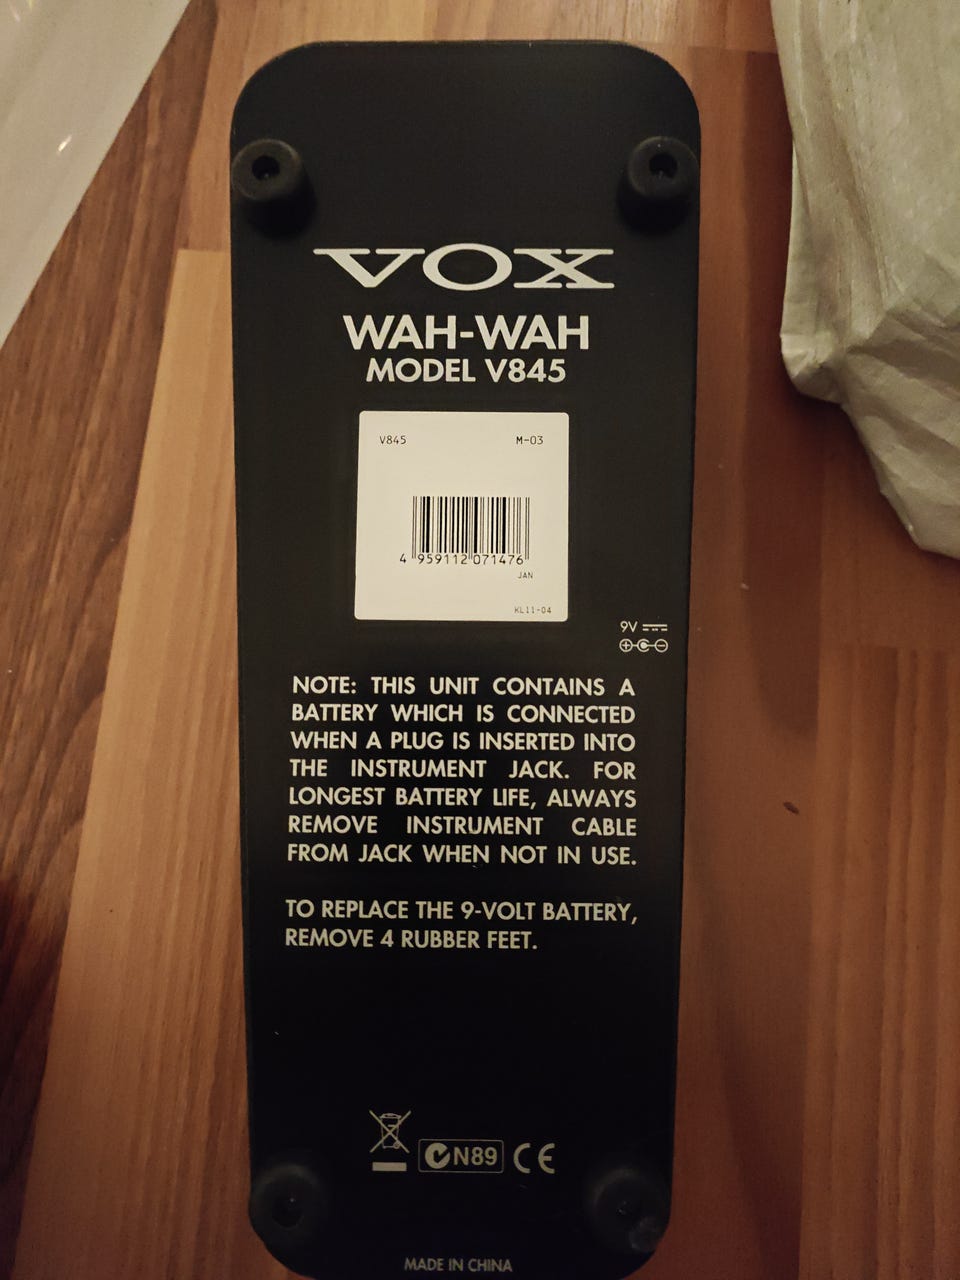 VOX
WAH-WAH
MODEL V845
V845 M-03
4 959112 071476
JAN
KL11-04
9V
NOTE: THIS UNIT CONTAINS A
BATTERY WHICH IS CONNECTED
WHEN A PLUG IS INSERTED INTO
THE INSTRUMENT JACK. FOR
LONGEST BATTERY LIFE, ALWAYS
REMOVE INSTRUMENT CABLE
FROM JACK WHEN NOT IN USE.
TO REPLACE THE 9-VOLT BATTERY,
REMOVE 4 RUBBER FEET.
N89 CE
MADE IN CHINA